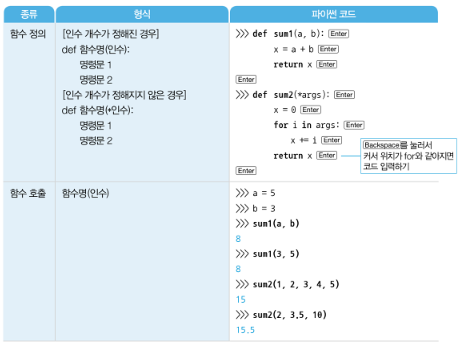 종류 형식 파이썬 코드
함수 정의
[인수 개수가 정해진 경우]
def 함수명(인수):
명령문 1
명령문 2
[인수 개수가 정해지지 않은 경우]
def 함수명(*인수):
명령문 1
명령문 2
>>> def sum1(a, b): Enter
x = a + b Enter
return x Enter
Enter
>>> def sum2(*args): Enter
x = 0 Enter
for i in args: Enter
x += i Enter
return x Enter
Enter
Backspace를 눌러서
커서 위치가 for와 같아지면
코드 입력하기
함수 호출
함수명(인수)
>>> a = 5
>>> b = 3
>>> sum1(a, b)
8
>>> sum1(3, 5)
8
>>> sum2(1, 2, 3, 4, 5)
15
>>> sum2(2, 3.5, 10)
15.5